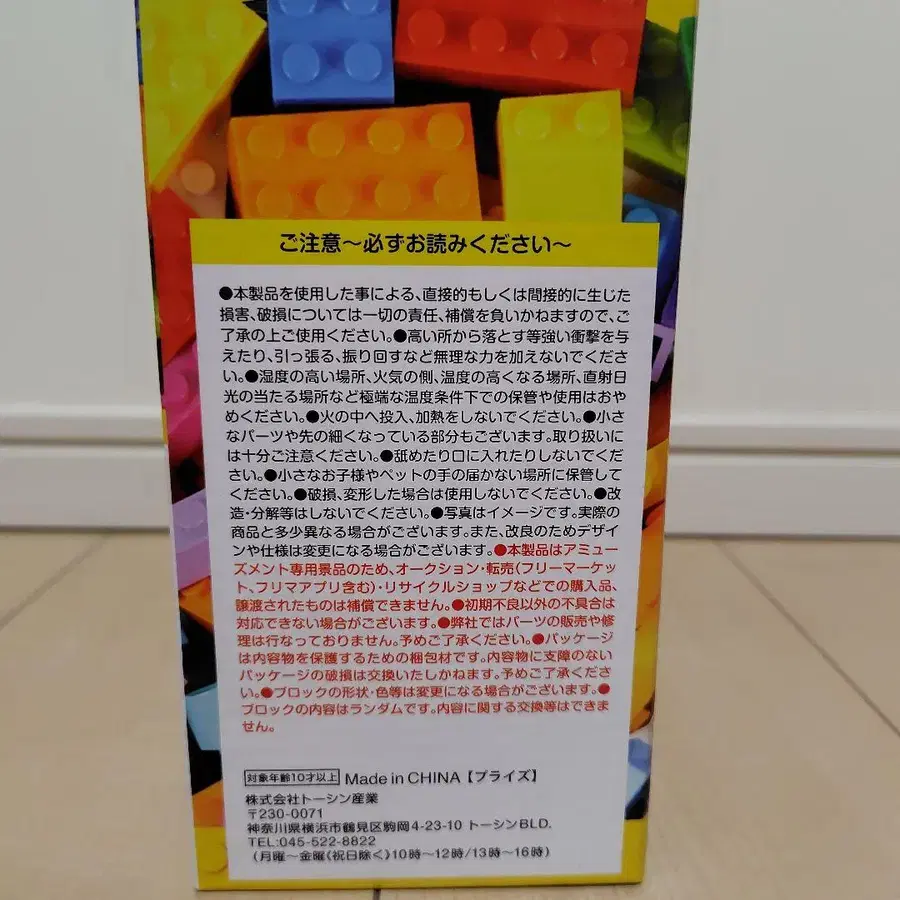 ご注意～必ずお読みください～
●本製品を使用した事による、直接的もしくは間接的に生じた
損害、破損については一切の責任、補償を負いかねますので、ご
了承の上ご使用ください。●高い所から落とす等強い衝撃を与
えたり、引っ張る、振り回すなど無理な力を加えないでくださ
い。●湿度の高い場所、火気の側、温度の高くなる場所、直射日
光の当たる場所など極端な温度条件下での保管や使用はおや
めください。●火の中へ投入、加熱をしないでください。●小さ
なパーツや先の細くなっている部分もございます。取り扱いに
は十分ご注意ください。●舐めたり口に入れたりしないでくだ
さい。●小さなお子様やペットの手の届かない場所に保管して
ください。●破損、変形した場合は使用しないでください。●改
造・分解等はしないでください。●写真はイメージです。実際の
商品と多少異なる場合がございます。また、改良のためデザイ
ンや仕様は変更になる場合がございます。●本製品はアミュー
ズメント専用景品のため、オークション・転売（フリーマーケッ
ト、フリマアプリ含む）・リサイクルショップなどでの購入品、
譲渡されたものは補償できません。●初期不良以外の不具合は
対応できない場合がございます。●弊社ではパーツの販売や修
理は行なっておりません。予めご了承ください。●パッケージ
は内容物を保護するための梱包材です。内容物に支障のない
パッケージの破損は交換いたしかねます。予めご了承くださ
い。●ブロックの形状・色等は変更になる場合がございます。●
ブロックの内容はランダムです。内容に関する交換等はできま
せん。
対象年齢10才以上 Made in CHINA【プライズ】
株式会社トーシン産業
〒230-0071
神奈川県横浜市鶴見区駒岡4-23-10 トーシンBLD.
TEL:045-522-8822
（月曜～金曜《祝日除く》10時～12時/13時～16時）